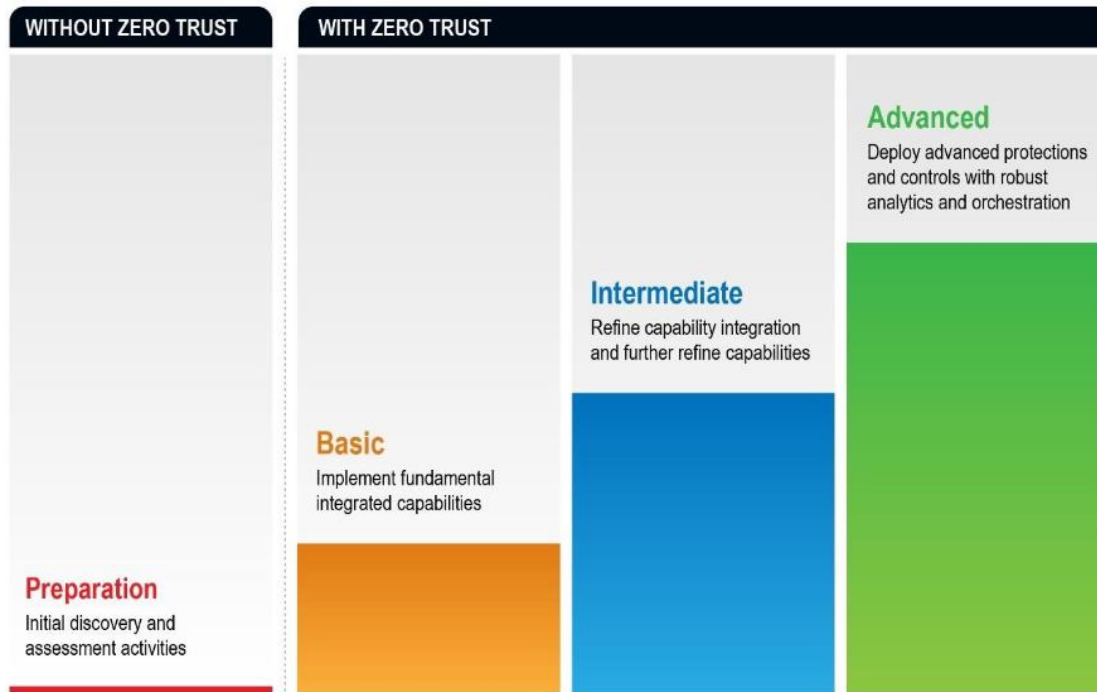 WITHOUT ZERO TRUST
WITH ZERO TRUST
Preparation
Initial discovery and
assessment activities
Basic
Implement fundamental
integrated capabilities
Intermediate
Refine capability integration
and further refine capabilities
Advanced
Deploy advanced protections
and controls with robust
analytics and orchestration